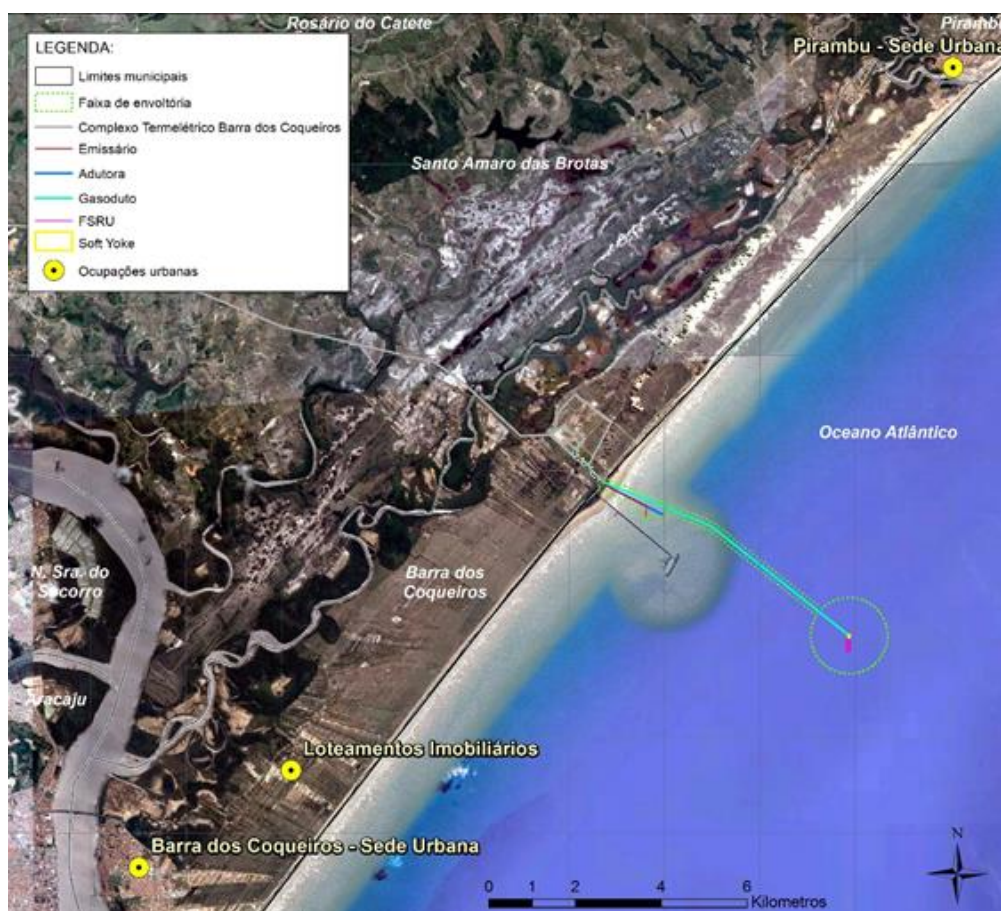 Rosário do Catete
LEGENDA:
Limites municipais
Faixa de envoltória
Complexo Termelétrico Barra dos Coqueiros
Emissário
Adutora
Gasoduto
FSRU
Soft Yoke
Ocupações urbanas
Pirambu
Pirambu - Sede Urbana
Santo Amaro das Brotas
Oceano Atlântico
N. Sra. do
Socorro
Barra dos
Coqueiros
Aracaju
Loteamentos Imobiliários
Barra dos Coqueiros - Sede Urbana
N
0 1 2 4 6
Kilometros